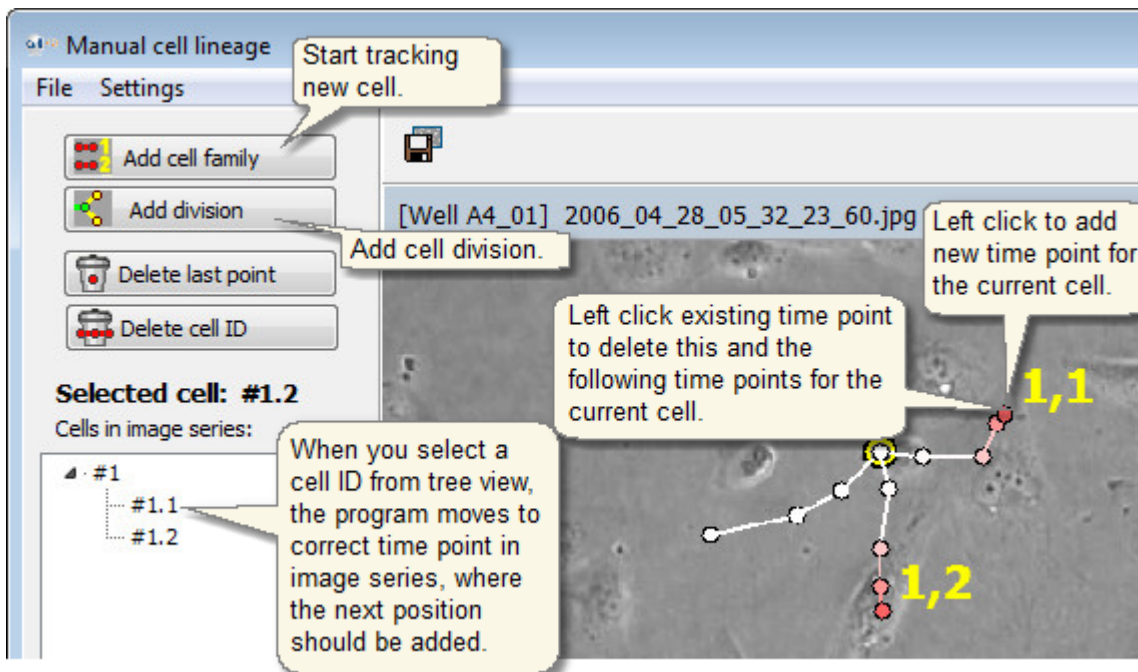 Manual cell lineage
File Settings
Start tracking
new cell.
Add cell family
Add division
Add cell division.
Delete last point
Delete cell ID
[Well A4_01] 2006_04_28_05_32_23_60.jpg
Left click to add
new time point for
the current cell.
Left click existing time point
to delete this and the
following time points for the
current cell.
Selected cell: #1.2
Cells in image series:
#1
#1.1
#1.2
When you select a
cell ID from tree view,
the program moves to
correct time point in
image series, where
the next position
should be added.
1,1
1,2